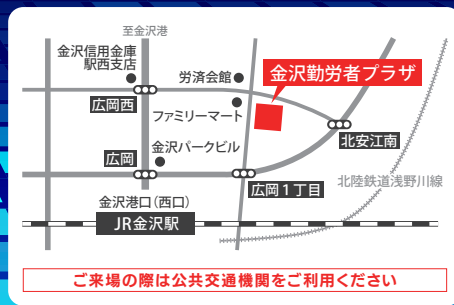 至金沢港
金沢信用金庫
駅西支店
労済会館
金沢勤労者プラザ
広岡西
ファミリーマート
北安江南
広岡
金沢パークビル
広岡1丁目
北陸鉄道浅野川線
金沢港口(西口)
JR金沢駅
ご来場の際は公共交通機関をご利用ください